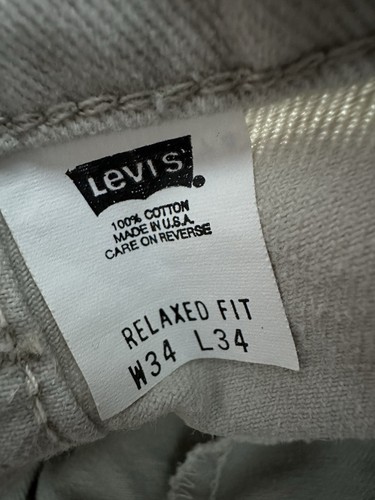 Levi's
100% COTTON
MADE IN U.S.A.
CARE ON REVERSE
RELAXED FIT
W34 L34